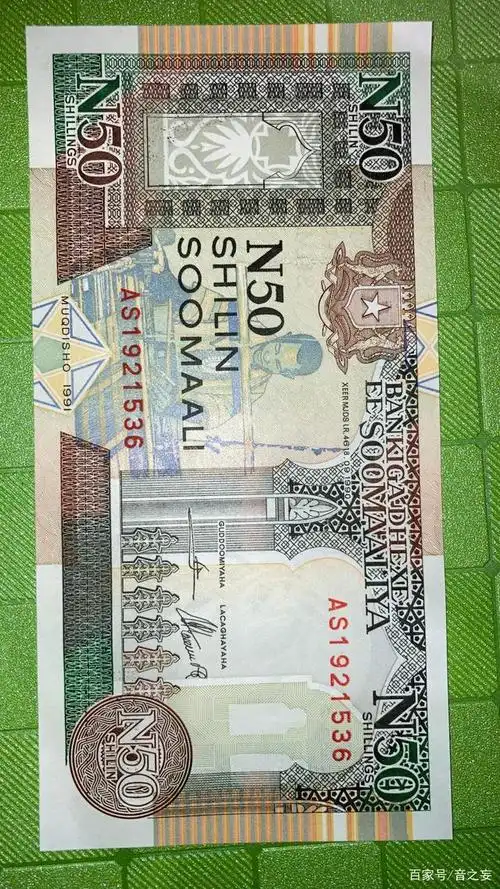 N50
SHILIN
BANKIGA DHEXE
EE SOOMAALIYA
N50
SHILLINGS
XEER
AS1921536
N50
SHILIN
SOOMAALI
GUDDOOMIYAHA
LACAGHAYAHA
AS1921536
N50
SHILLINGS
MUQDISHO 1991
N50
SHILIN
百家号/音之妄